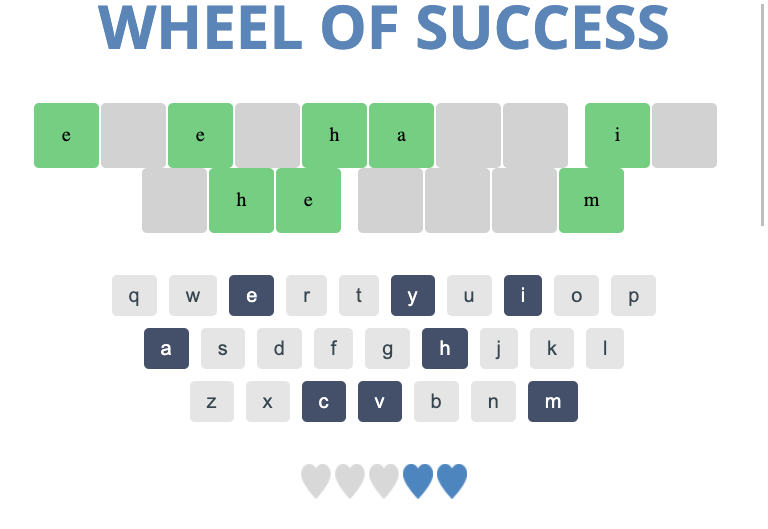 WHEEL OF SUCCESS
e e h a i
h e m
q w e r t y u i o p
a s d f g h j k l
z x c v b n m